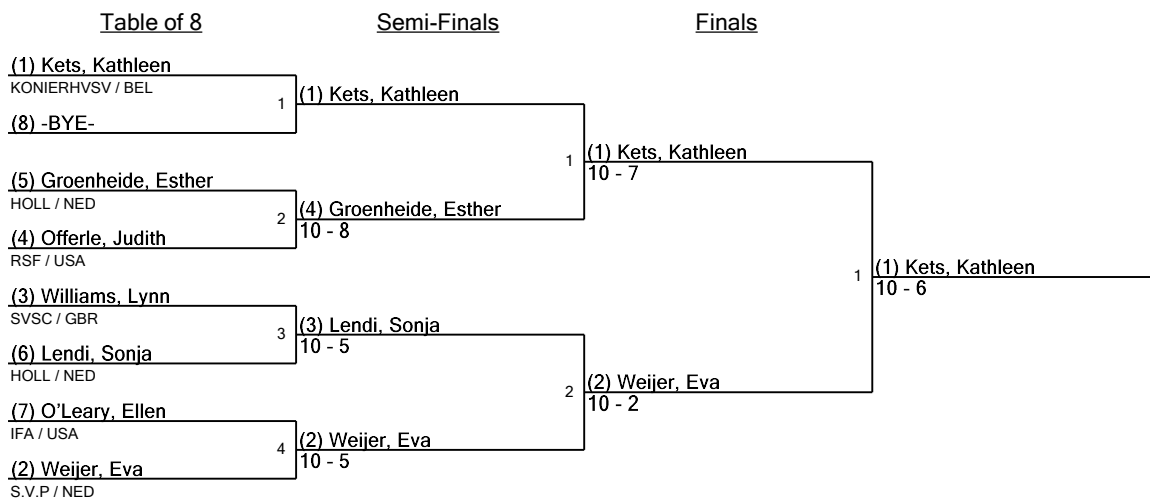 Table of 8
Semi-Finals
Finals
(1) Kets, Kathleen
KONIERHVSV / BEL
1
(8) -BYE-
(1) Kets, Kathleen
(5) Groenheide, Esther
HOLL / NED
2
(4) Offerle, Judith
RSF / USA
(4) Groenheide, Esther
10 - 8
1
(1) Kets, Kathleen
10 - 7
(3) Williams, Lynn
SVSC / GBR
3
(6) Lendi, Sonja
HOLL / NED
(3) Lendi, Sonja
10 - 5
(7) O'Leary, Ellen
IFA / USA
4
(2) Weijer, Eva
S.V.P / NED
(2) Weijer, Eva
10 - 5
2
(2) Weijer, Eva
10 - 2
1
(1) Kets, Kathleen
10 - 6